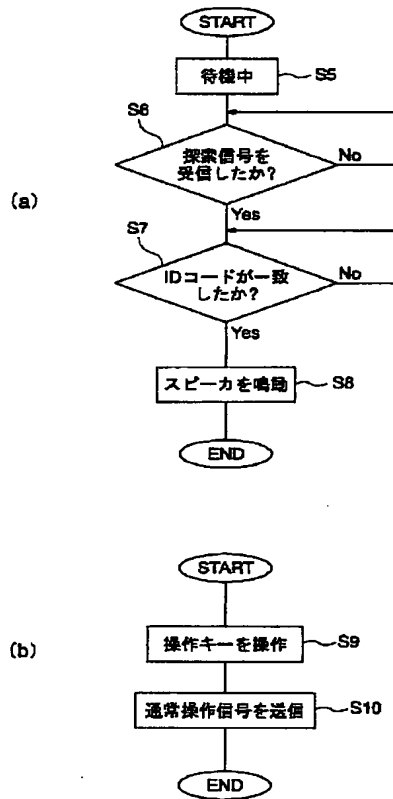 (a)
START
待機中
S5
S6
探索信号を
受信したか?
No
Yes
S7
IDコードが一致
したか?
No
Yes
スピーカを鳴動
S8
END
(b)
START
操作キーを操作
S9
通常操作信号を送信
S10
END